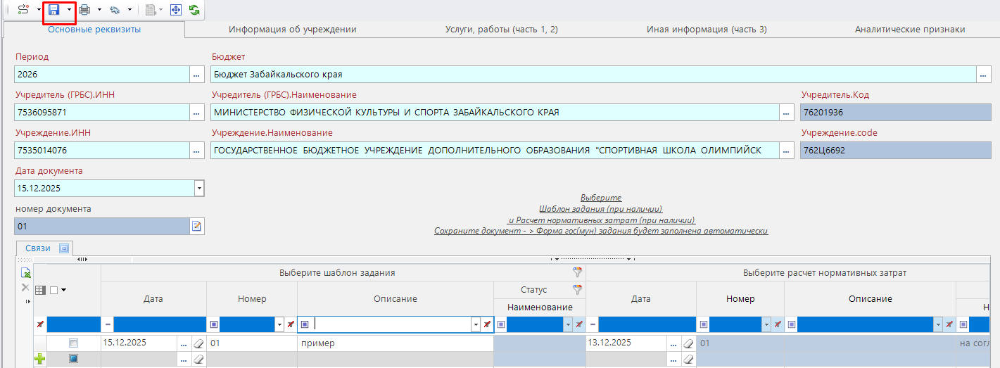 Основные реквизиты Информация об учреждении Услуги, работы (часть 1, 2) Иная информация (часть 3) Аналитические признаки
Период Бюджет
2026 ... Бюджет Забайкальского края ...
Учредитель (ГРБС).ИНН Учредитель (ГРБС).Наименование Учредитель.Код
7536095871 ... МИНИСТЕРСТВО ФИЗИЧЕСКОЙ КУЛЬТУРЫ И СПОРТА ЗАБАЙКАЛЬСКОГО КРАЯ ... 76201936
Учреждение.ИНН Учреждение.Наименование Учреждение.code
7535014076 ... ГОСУДАРСТВЕННОЕ БЮДЖЕТНОЕ УЧРЕЖДЕНИЕ ДОПОЛНИТЕЛЬНОГО ОБРАЗОВАНИЯ "СПОРТИВНАЯ ШКОЛА ОЛИМПИЙСК ... 762Ц6692
Дата документа
15.12.2025
номер документа
01
Выберите
Шаблон задания (при наличии)
и Расчет нормативных затрат (при наличии)
Сохраните документ - > Форма гос(мун) задания будет заполнена автоматически
Связи
Выберите шаблон задания Выберите расчет нормативных затрат
Дата Номер Описание Статус Дата Номер Описание
Наименование Н
15.12.2025 ... 01 пример 13.12.2025 ... 01 на согл
... ...